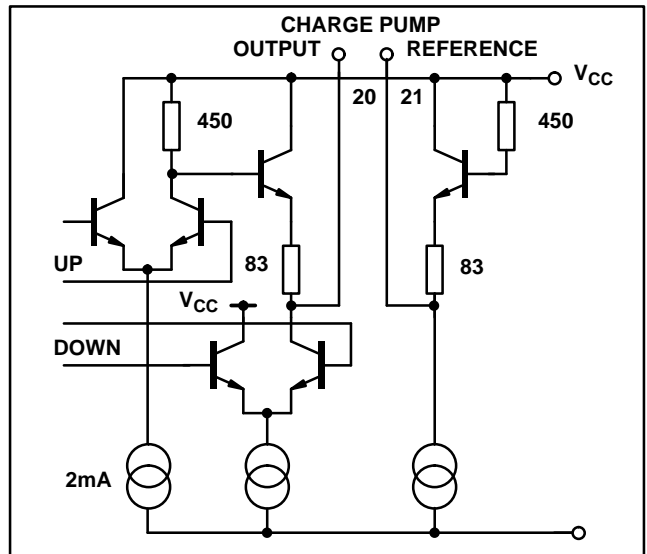 CHARGE PUMP
OUTPUT REFERENCE
20 21 VCC
450 450
UP
83 83
VCC
DOWN
2mA